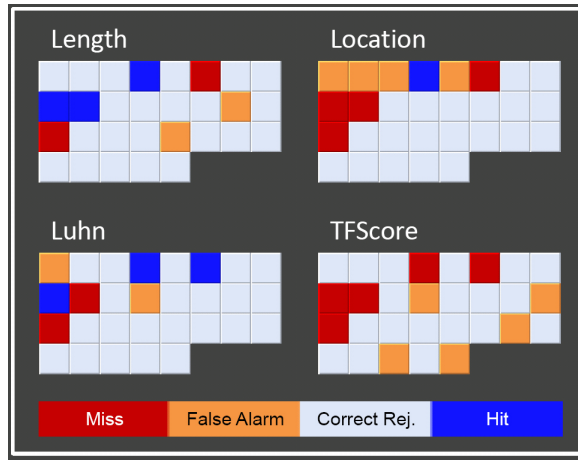 Length
Location
Luhn
TFScore
Miss
False Alarm
Correct Rej.
Hit